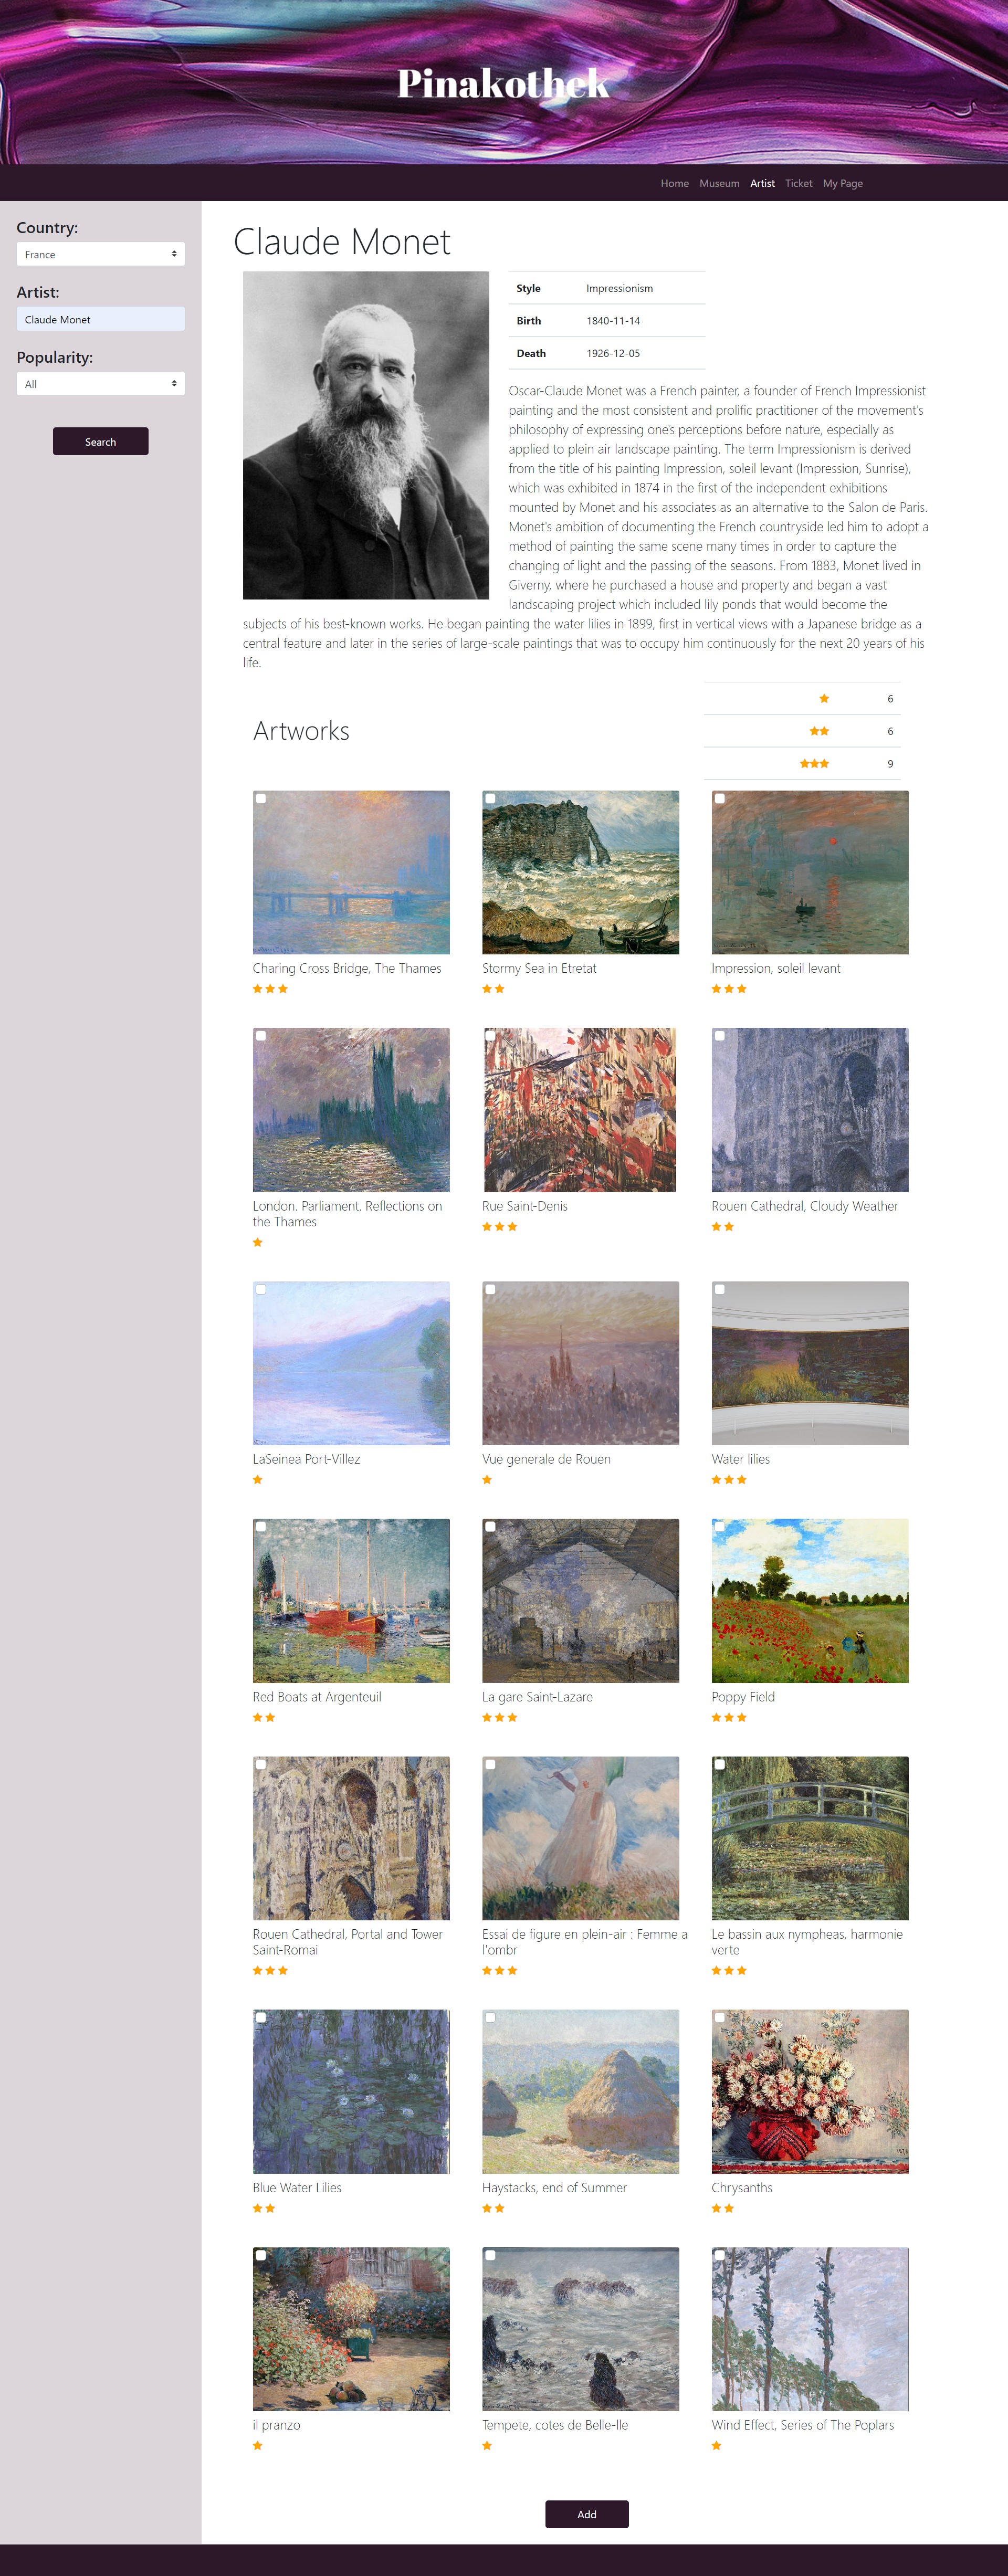 Pinakothek
Home Museum Artist Ticket My Page
Country:
France
Artist:
Claude Monet
Popularity:
All
Search
Claude Monet
Style Impressionism
Birth 1840-11-14
Death 1926-12-05
Oscar-Claude Monet was a French painter, a founder of French Impressionist
painting and the most consistent and prolific practitioner of the movement's
philosophy of expressing one's perceptions before nature, especially as
applied to plein air landscape painting. The term Impressionism is derived
from the title of his painting Impression, soleil levant (Impression, Sunrise),
which was exhibited in 1874 in the first of the independent exhibitions
mounted by Monet and his associates as an alternative to the Salon de Paris.
Monet's ambition of documenting the French countryside led him to adopt a
method of painting the same scene many times in order to capture the
changing of light and the passing of the seasons. From 1883, Monet lived in
Giverny, where he purchased a house and property and began a vast
landscaping project which included lily ponds that would become the
subjects of his best-known works. He began painting the water lilies in 1899, first in vertical views with a Japanese bridge as a
central feature and later in the series of large-scale paintings that was to occupy him continuously for the next 20 years of his
life.
Artworks
6
6
9
Charing Cross Bridge, The Thames
Stormy Sea in Etretat
Impression, soleil levant
London. Parliament. Reflections on
the Thames
Rue Saint-Denis
Rouen Cathedral, Cloudy Weather
LaSeinea Port-Villez
Vue generale de Rouen
Water lilies
Red Boats at Argenteuil
La gare Saint-Lazare
Poppy Field
Rouen Cathedral, Portal and Tower
Saint-Romai
Essai de figure en plein-air : Femme a
l'ombr
Le bassin aux nympheas, harmonie
verte
Blue Water Lilies
Haystacks, end of Summer
Chrysanths
il pranzo
Tempete, cotes de Belle-Ile
Wind Effect, Series of The Poplars
Add